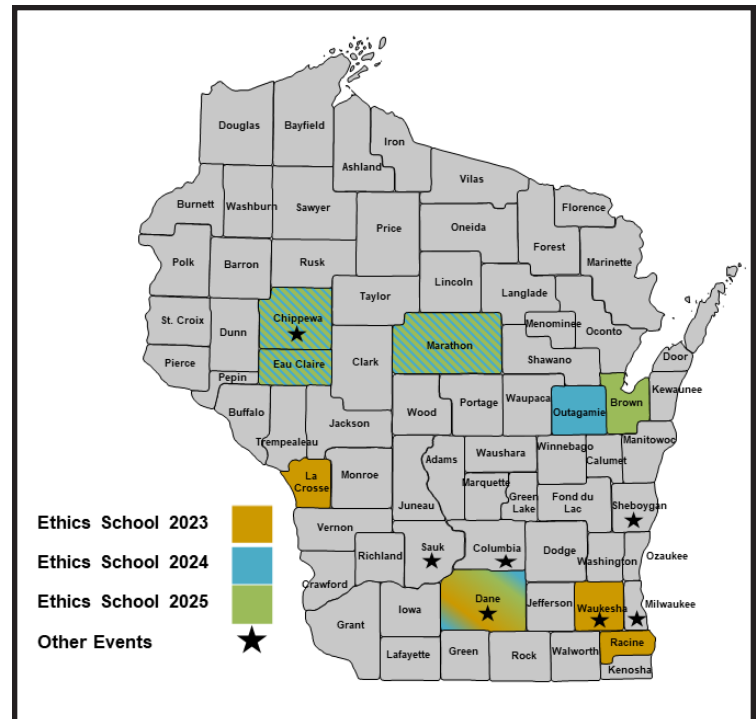 Douglas
Bayfield
Iron
Ashland
Vilas
Burnett
Washburn
Sawyer
Price
Oneida
Florence
Forest
Marinette
Polk
Barron
Rusk
Lincoln
Langlade
Taylor
Chippewa
Menominee
Oconto
St. Croix
Dunn
Marathon
Shawano
Door
Pierce
Eau Claire
Clark
Pepin
Kewaunee
Buffalo
Wood
Portage
Waupaca
Outagamie
Brown
Trempealeau
Jackson
Manitowoc
Adams
Waushara
Winnebago
Calumet
La
Crosse
Monroe
Juneau
Marquette
Green
Lake
Fond du
Lac
Sheboygan
Ethics School 2023
Vernon
Ethics School 2024
Richland
Sauk
Columbia
Dodge
Washington
Ozaukee
Ethics School 2025
Crawford
Iowa
Dane
Jefferson
Waukesha
Milwaukee
Other Events
Grant
Lafayette
Green
Rock
Walworth
Racine
Kenosha